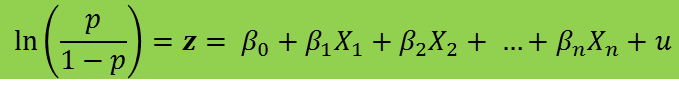 ln(p/(1 − p)) = z = β₀ + β₁X₁ + β₂X₂ + …+ βₙXₙ + u